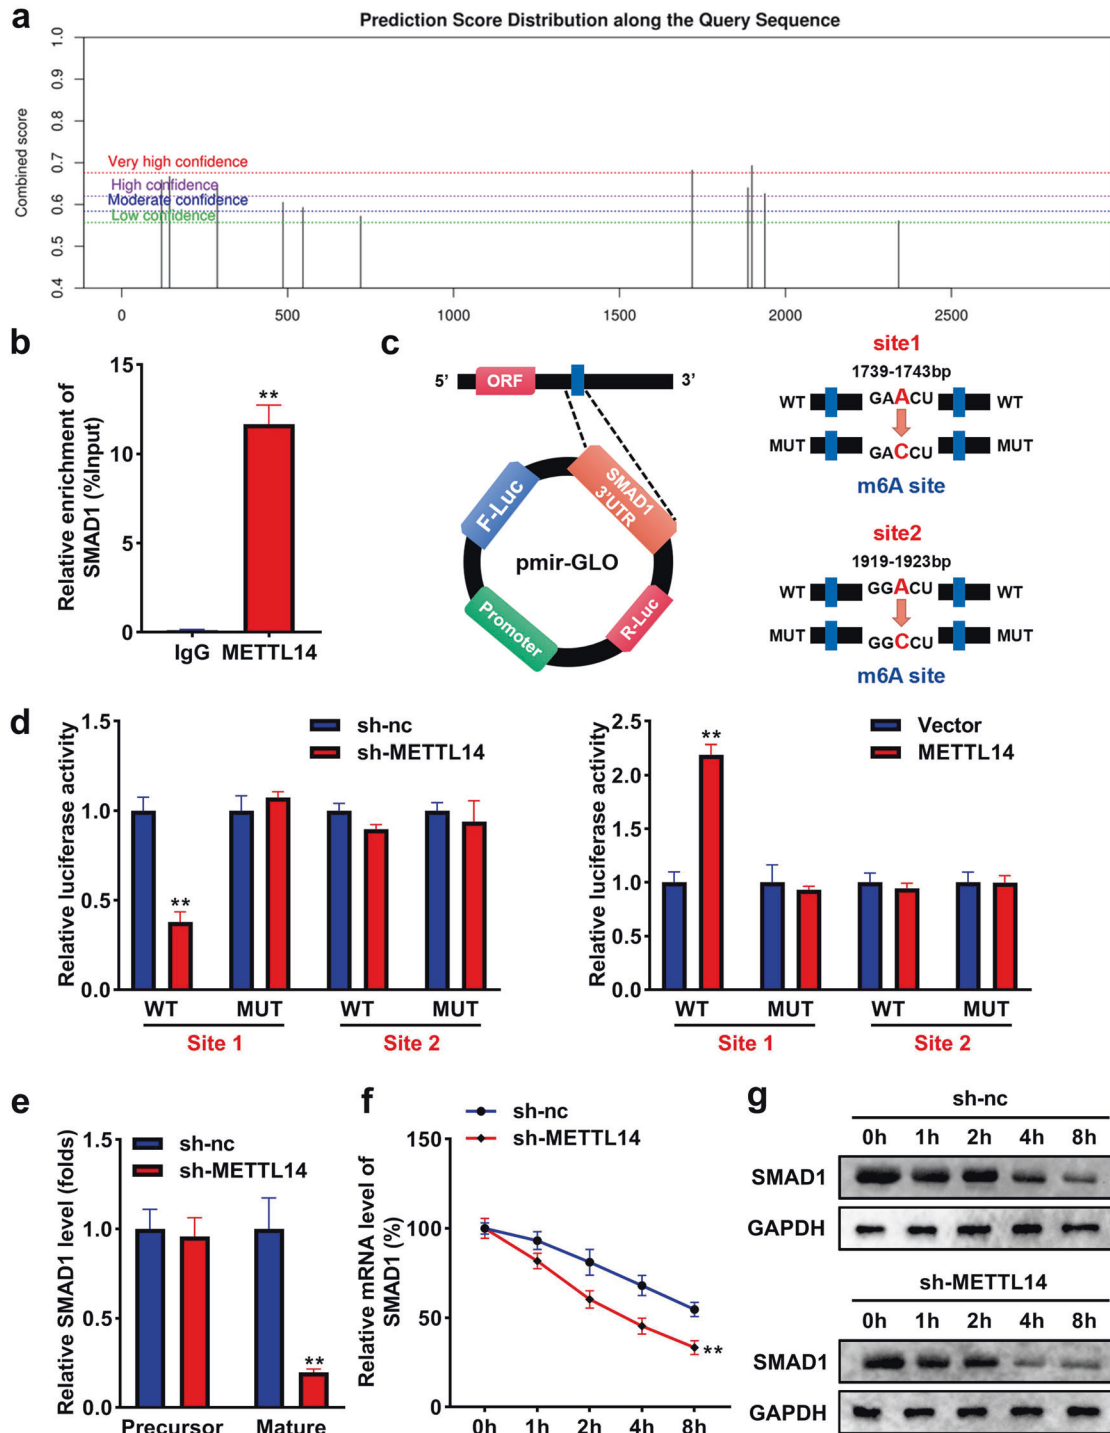 a
Prediction Score Distribution along the Query Sequence
Combined score
1.0
0.9
0.8
0.7
0.6
0.5
0.4
Very high confidence
High confidence
Moderate confidence
Low confidence
0 500 1000 1500 2000 2500
b
Relative enrichment of
SMAD1 (%Input)
15
10
5
0
**
IgG METTL14
c
5’ ORF 3’
F-Luc
SMAD1
3’UTR
pmir-GLO
Promoter
R-Luc
site1
1739-1743bp
WT GAACU WT
MUT GACCU MUT
m6A site
site2
1919-1923bp
WT GGACU WT
MUT GGCCU MUT
m6A site
d
Relative luciferase activity
1.5
1.0
0.5
0.0
sh-nc
sh-METTL14
**
WT MUT WT MUT
Site 1 Site 2
Relative luciferase activity
2.5
2.0
1.5
1.0
0.5
0.0
Vector
METTL14
**
WT MUT WT MUT
Site 1 Site 2
e
Relative SMAD1 level (folds)
1.5
1.0
0.5
0.0
sh-nc
sh-METTL14
**
Precursor Mature
f
sh-nc
sh-METTL14
Relative mRNA level of
SMAD1 (%)
150
100
50
0
**
0h 1h 2h 4h 8h
g
sh-nc
0h 1h 2h 4h 8h
SMAD1
GAPDH
sh-METTL14
0h 1h 2h 4h 8h
SMAD1
GAPDH